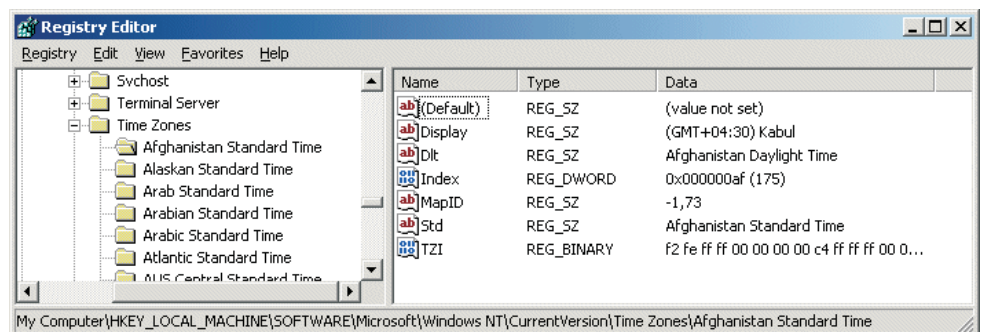 Registry Editor
Registry Edit View Favorites Help
Svchost
Terminal Server
Time Zones
Afghanistan Standard Time
Alaskan Standard Time
Arab Standard Time
Arabian Standard Time
Arabic Standard Time
Atlantic Standard Time
AUS Central Standard Time
Name Type Data
(Default) REG_SZ (value not set)
Display REG_SZ (GMT+04:30) Kabul
Dlt REG_SZ Afghanistan Daylight Time
Index REG_DWORD 0x000000af (175)
MapID REG_SZ -1,73
Std REG_SZ Afghanistan Standard Time
TZI REG_BINARY f2 fe ff ff 00 00 00 00 c4 ff ff ff 00 0...
My Computer\HKEY_LOCAL_MACHINE\SOFTWARE\Microsoft\Windows NT\CurrentVersion\Time Zones\Afghanistan Standard Time